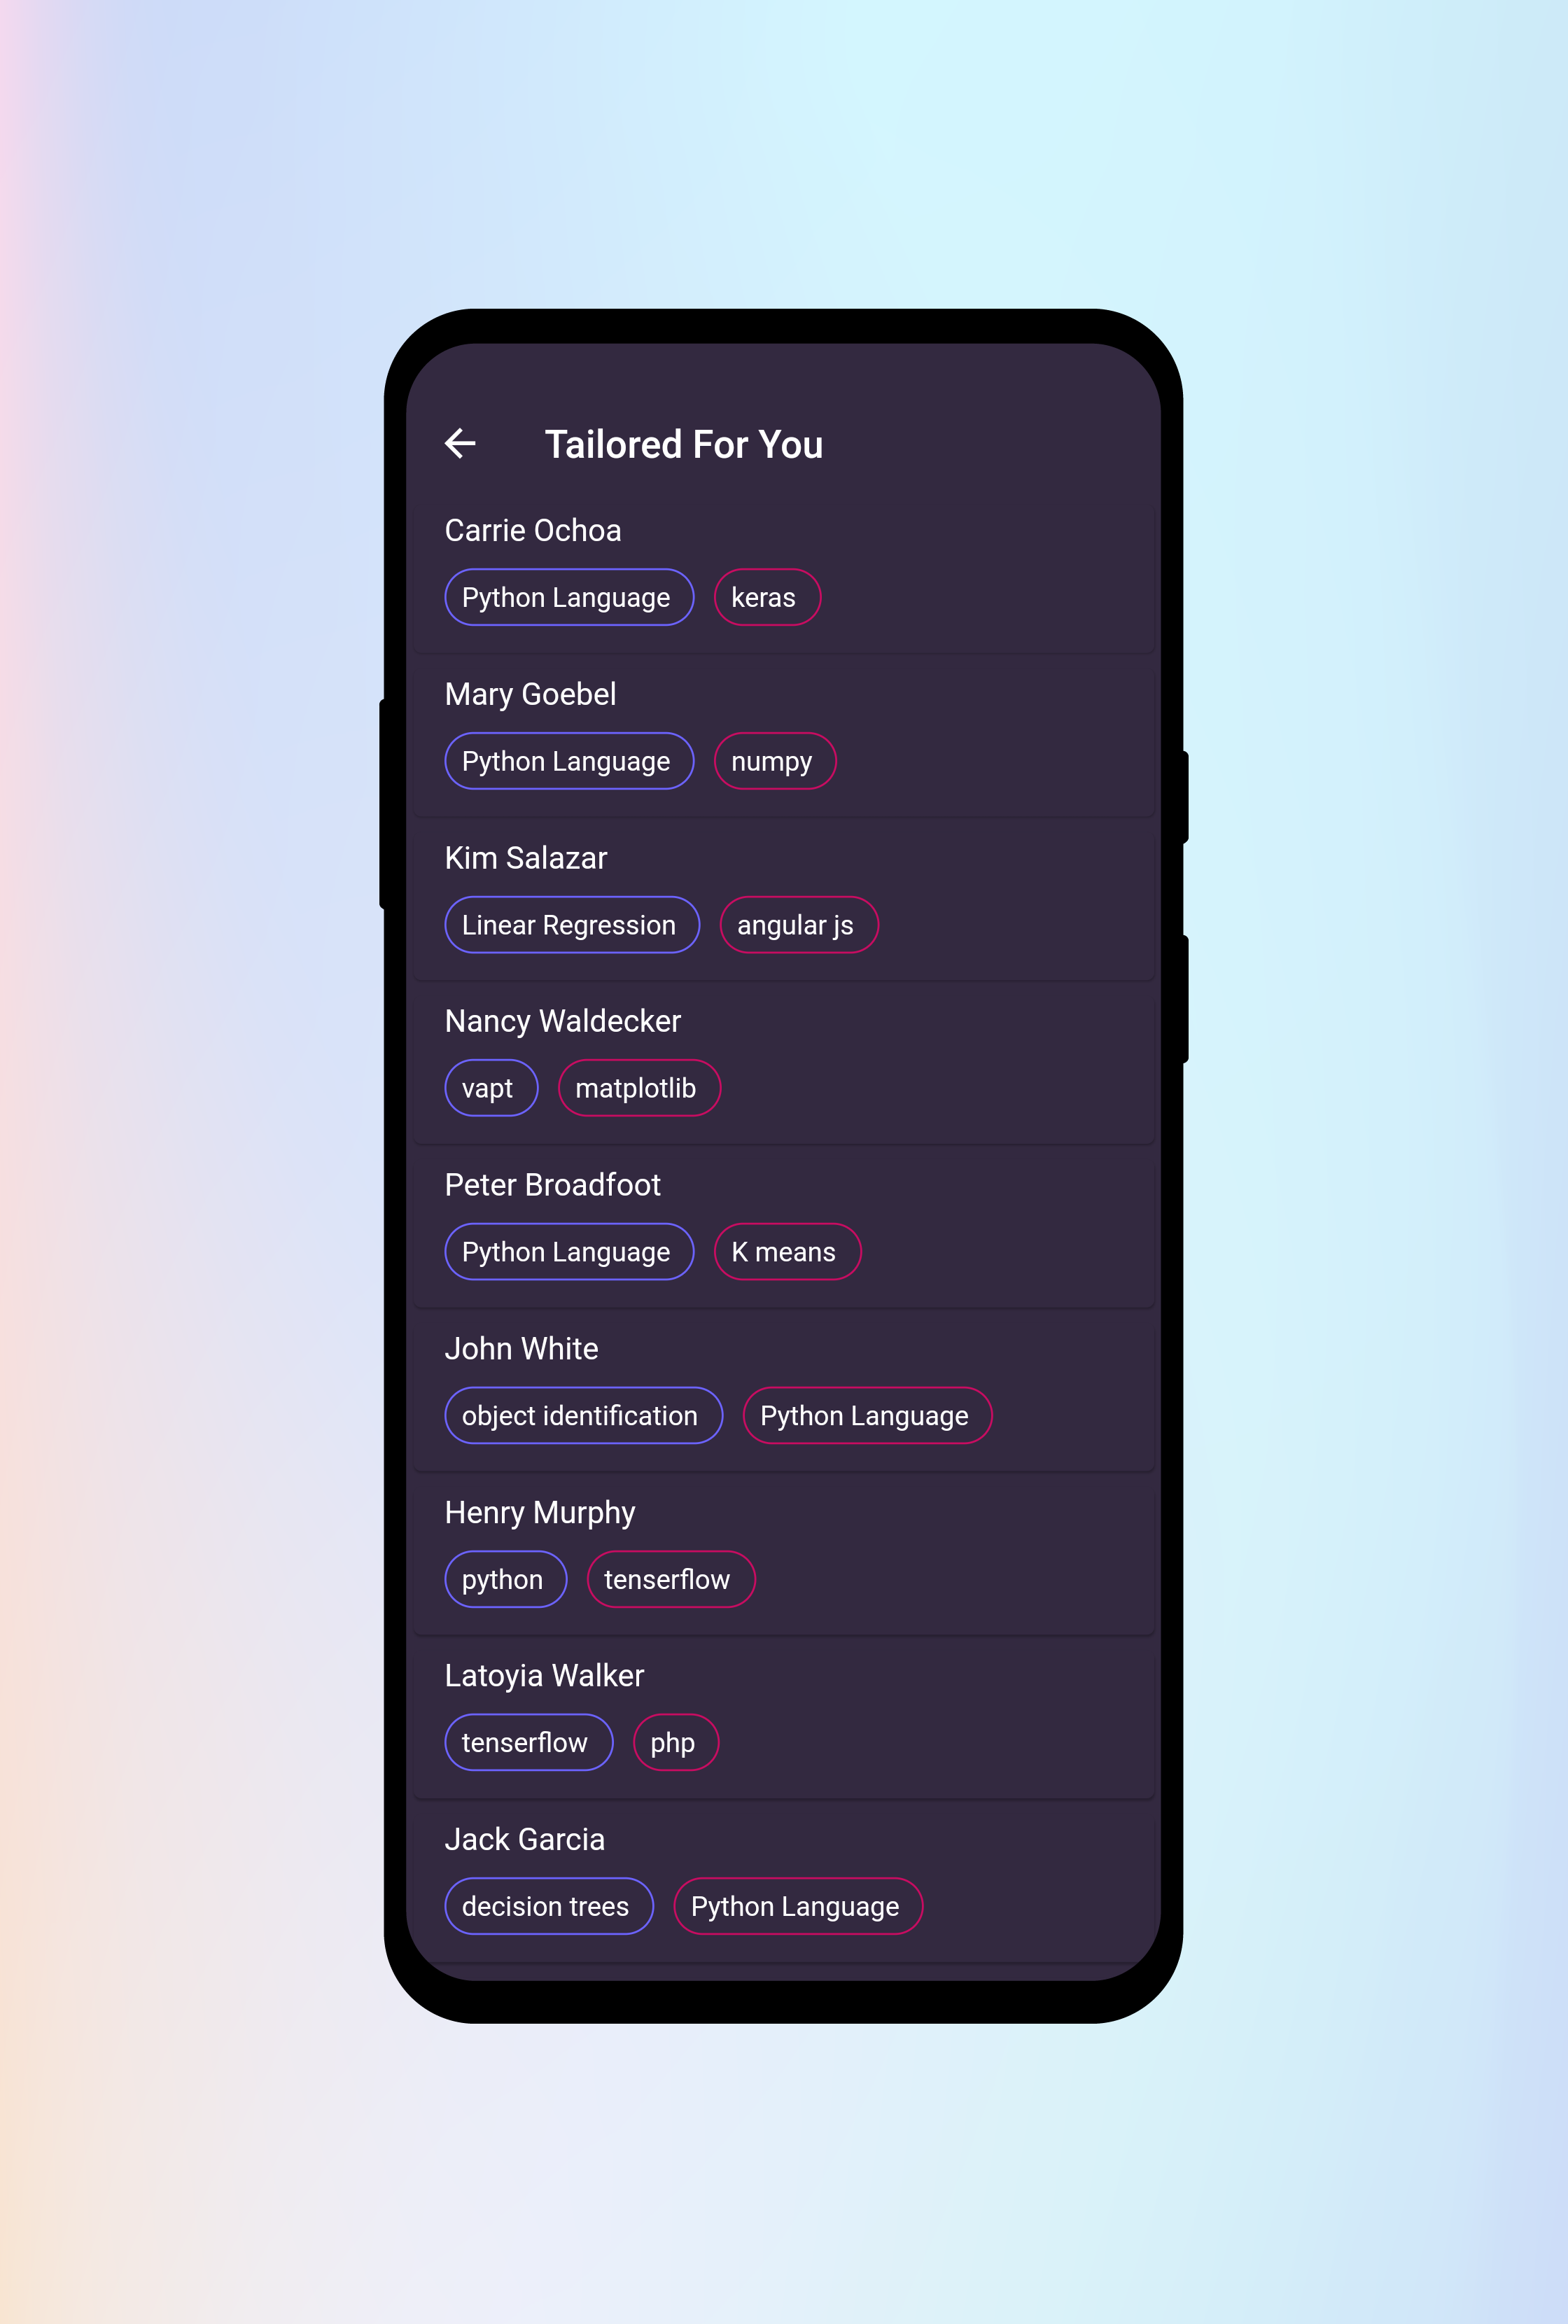 Tailored For You
Carrie Ochoa
Python Language keras
Mary Goebel
Python Language numpy
Kim Salazar
Linear Regression angular js
Nancy Waldecker
vapt matplotlib
Peter Broadfoot
Python Language K means
John White
object identification Python Language
Henry Murphy
python tenserflow
Latoyia Walker
tenserflow php
Jack Garcia
decision trees Python Language